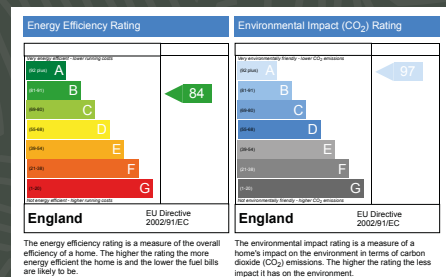 Energy Efficiency Rating
Very energy efficient - lower running costs
(92 plus) A
(81-91) B
(69-80) C
(55-68) D
(39-54) E
(21-38) F
(1-20) G
84
Not energy efficient - higher running costs
England
EU Directive
2002/91/EC
The energy efficiency rating is a measure of the overall
efficiency of a home. The higher the rating the more
energy efficient the home is and the lower the fuel bills
are likely to be.
Environmental Impact (CO₂) Rating
Very environmentally friendly - lower CO₂ emissions
(92 plus) A
(81-91) B
(69-80) C
(55-68) D
(39-54) E
(21-38) F
(1-20) G
97
Not environmentally friendly - higher CO₂ emissions
England
EU Directive
2002/91/EC
The environmental impact rating is a measure of a
home's impact on the environment in terms of carbon
dioxide (CO₂) emissions. The higher the rating the less
impact it has on the environment.